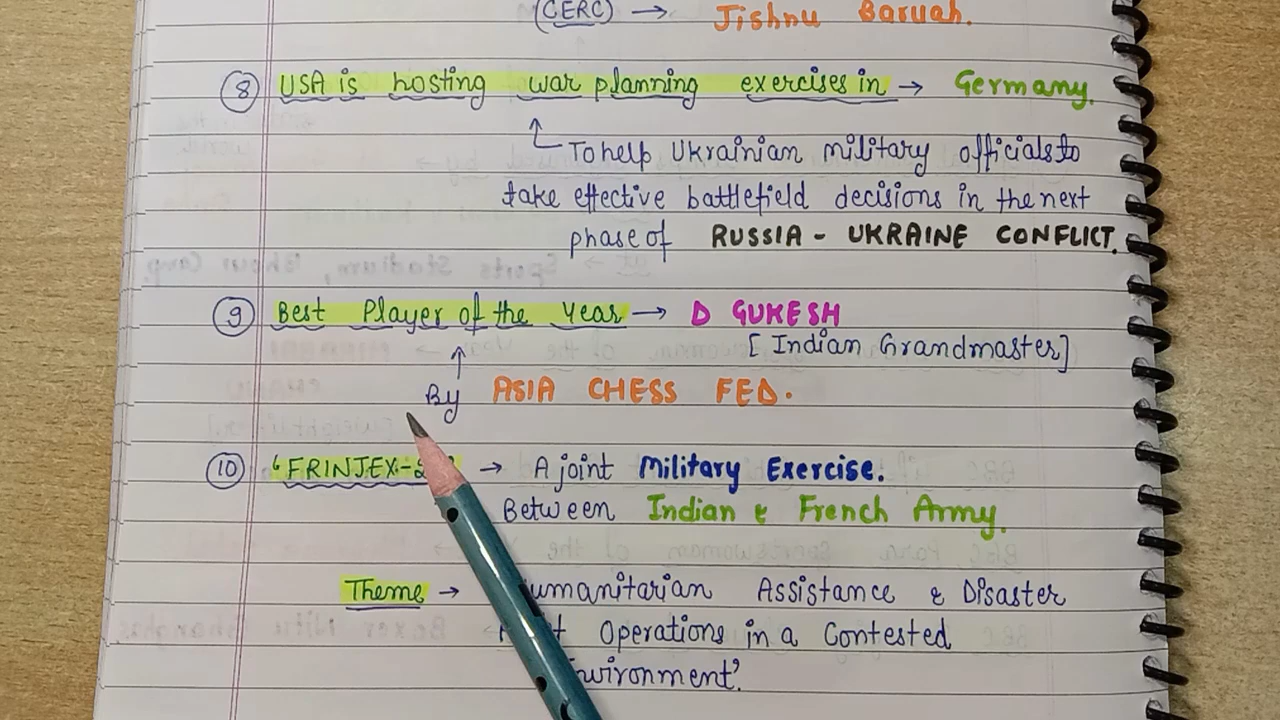 (CERC) → Jishnu Baruah.
8 USA is hosting war planning exercises in → Germany.
To help Ukrainian military officials to
take effective battlefield decisions in the next
phase of RUSSIA - UKRAINE CONFLICT.
9 Best Player of the Year → D GUKESH
[Indian Grandmaster]
By ASIA CHESS FED.
10 'FRINJEX- → A joint Military Exercise.
Between Indian & French Army.
Theme → Assistance & Disaster
Operations in a Contested